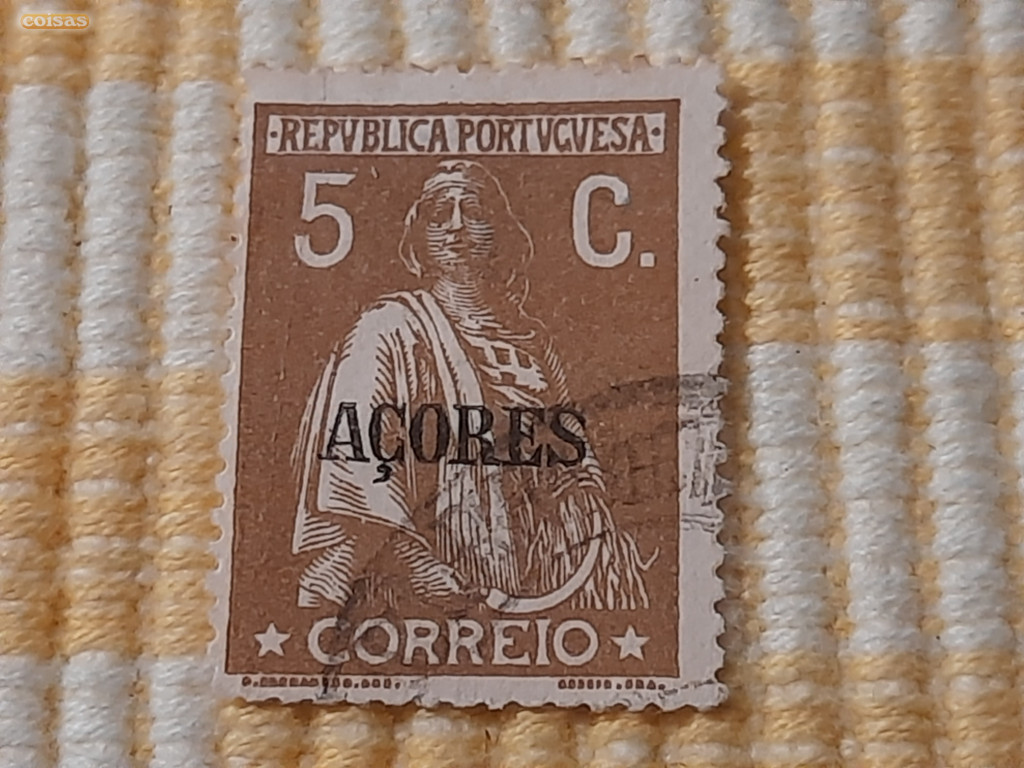 coisas
·REPVBLICA PORTVGVESA·
5 C.
AÇORES
★ CORREIO ★